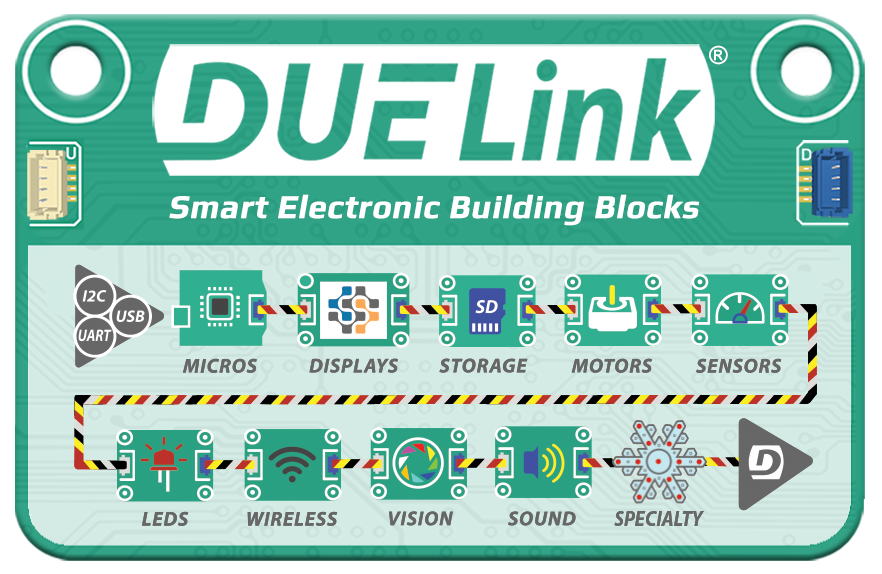 DUELink®
Smart Electronic Building Blocks
U
D
I2C
USB
UART
SD
MICROS DISPLAYS STORAGE MOTORS SENSORS
LEDS WIRELESS VISION SOUND SPECIALTY
D